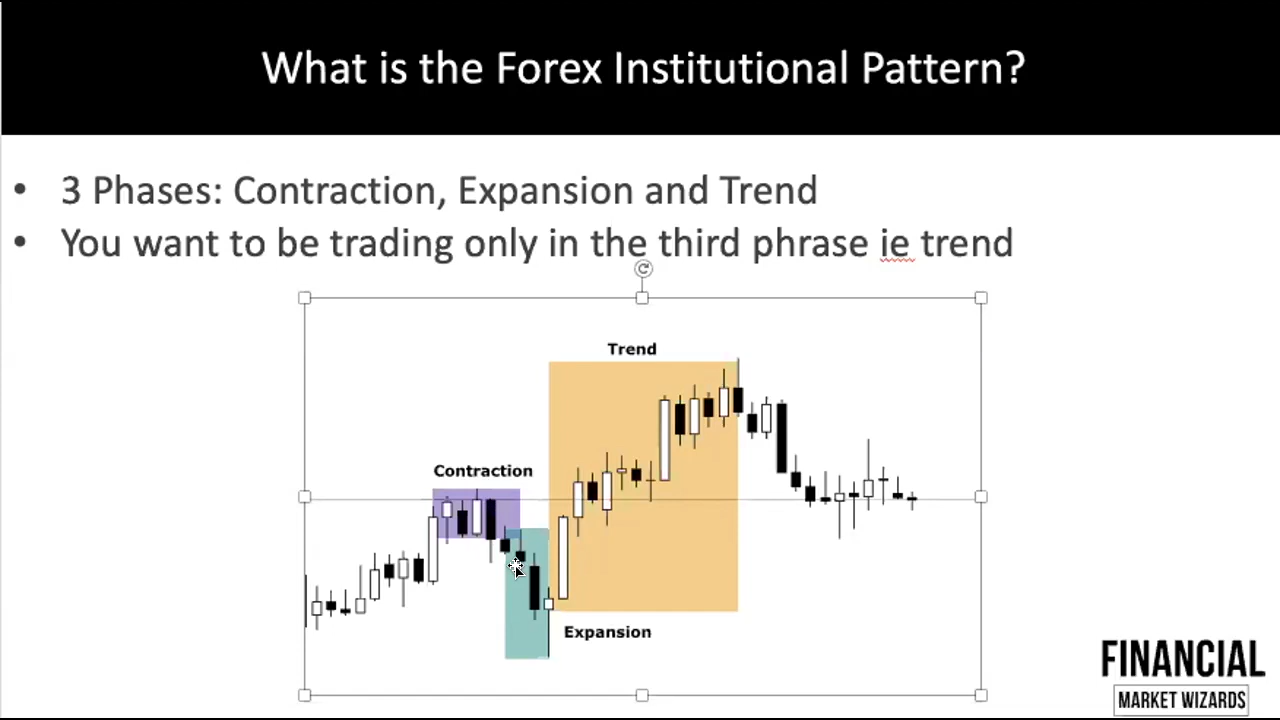 What is the Forex Institutional Pattern?
• 3 Phases: Contraction, Expansion and Trend
• You want to be trading only in the third phrase ie trend
Trend
Contraction
Expansion
FINANCIAL
MARKET WIZARDS